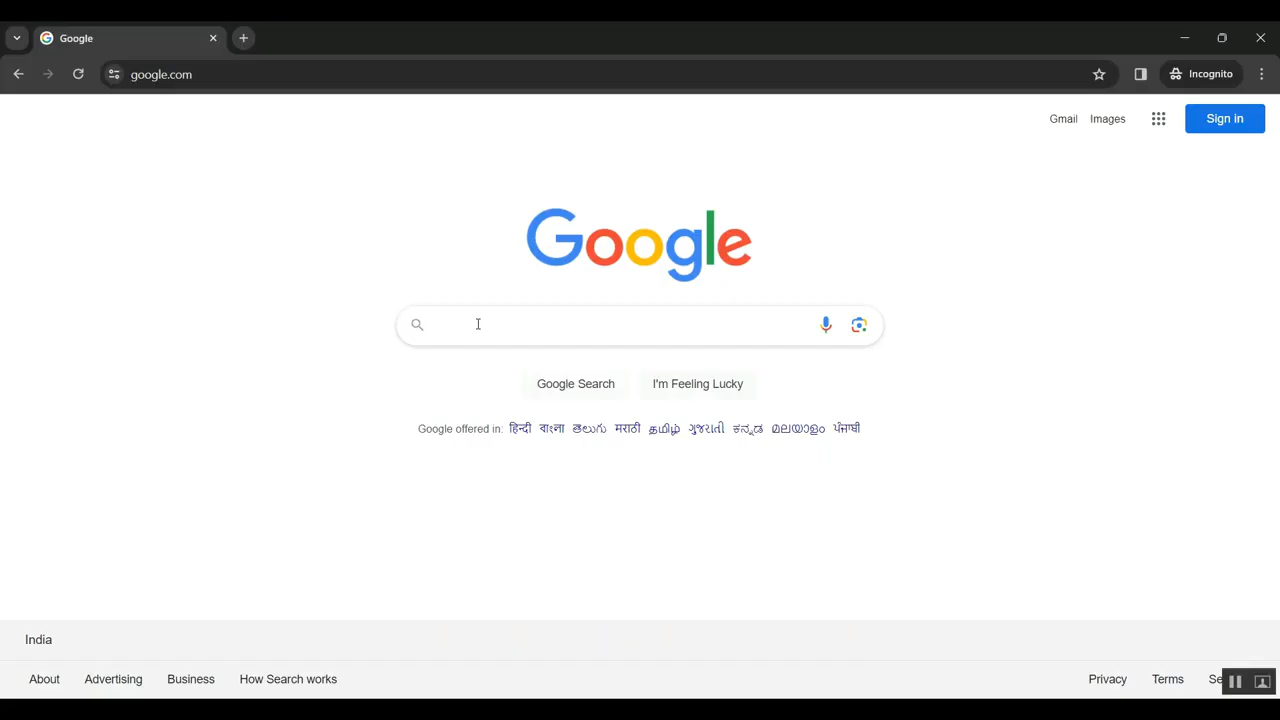 Google
google.com
Incognito
Gmail Images Sign in
Google
Google Search I'm Feeling Lucky
Google offered in: हिन्दी বাংলা తెలుగు मराठी தமிழ் ગુજરાતી ಕನ್ನಡ മലയാളം ਪੰਜਾਬੀ
India
About Advertising Business How Search works Privacy Terms Se